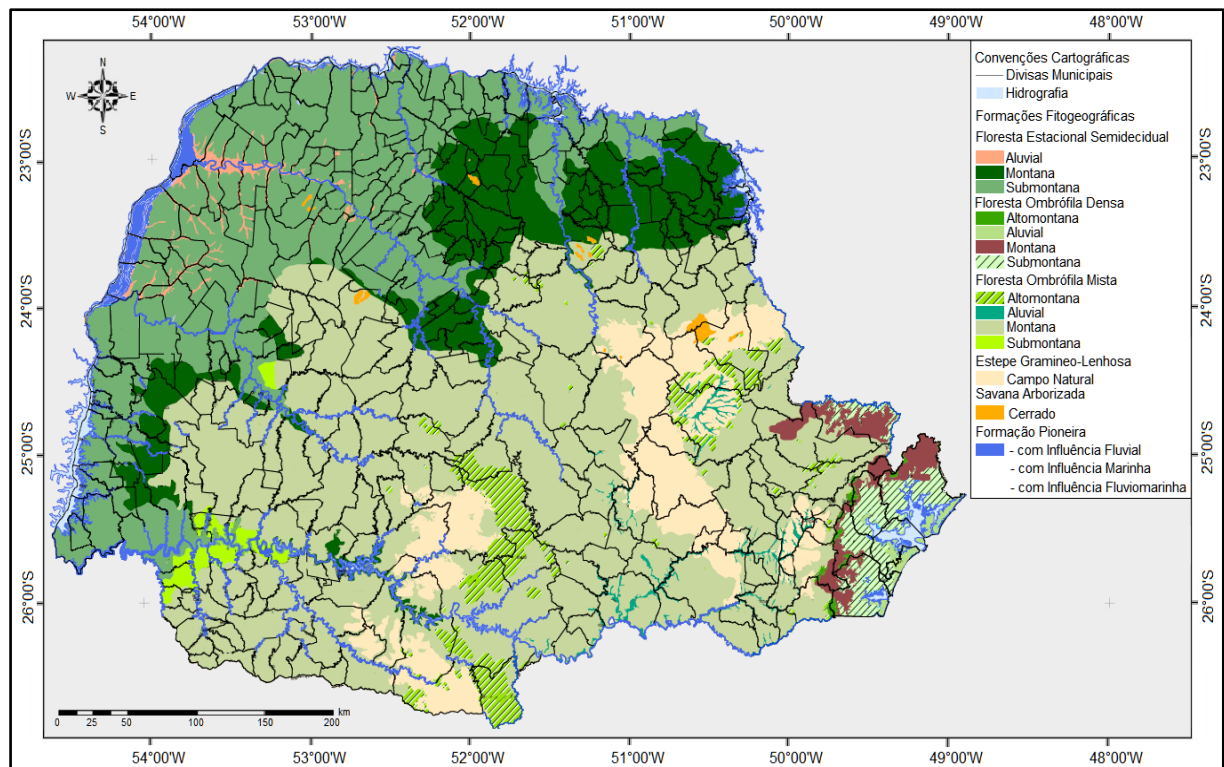 54°00'W 53°00'W 52°00'W 51°00'W 50°00'W 49°00'W 48°00'W
N
W E
S
23°00'S
24°00'S
25°00'S
26°00'S
23°00'S
24°00'S
25°00'S
26°00'S
Convenções Cartográficas
Divisas Municipais
Hidrografia
Formações Fitogeográficas
Floresta Estacional Semidecidual
Aluvial
Montana
Submontana
Floresta Ombrófila Densa
Altomontana
Aluvial
Montana
Submontana
Floresta Ombrófila Mista
Altomontana
Aluvial
Montana
Submontana
Estepe Gramineo-Lenhosa
Campo Natural
Savana Arborizada
Cerrado
Formação Pioneira
- com Influência Fluvial
- com Influência Marinha
- com Influência Fluviomarinha
km
0 25 50 100 150 200
54°00'W 53°00'W 52°00'W 51°00'W 50°00'W 49°00'W 48°00'W